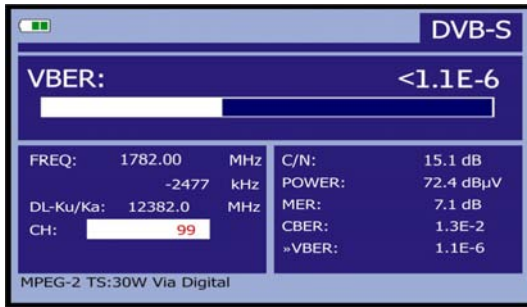 DVB-S
VBER: <1.1E-6
FREQ: 1782.00 MHz
-2477 kHz
DL-Ku/Ka: 12382.0 MHz
CH: 99
C/N: 15.1 dB
POWER: 72.4 dBµV
MER: 7.1 dB
CBER: 1.3E-2
»VBER: 1.1E-6
MPEG-2 TS:30W Via Digital